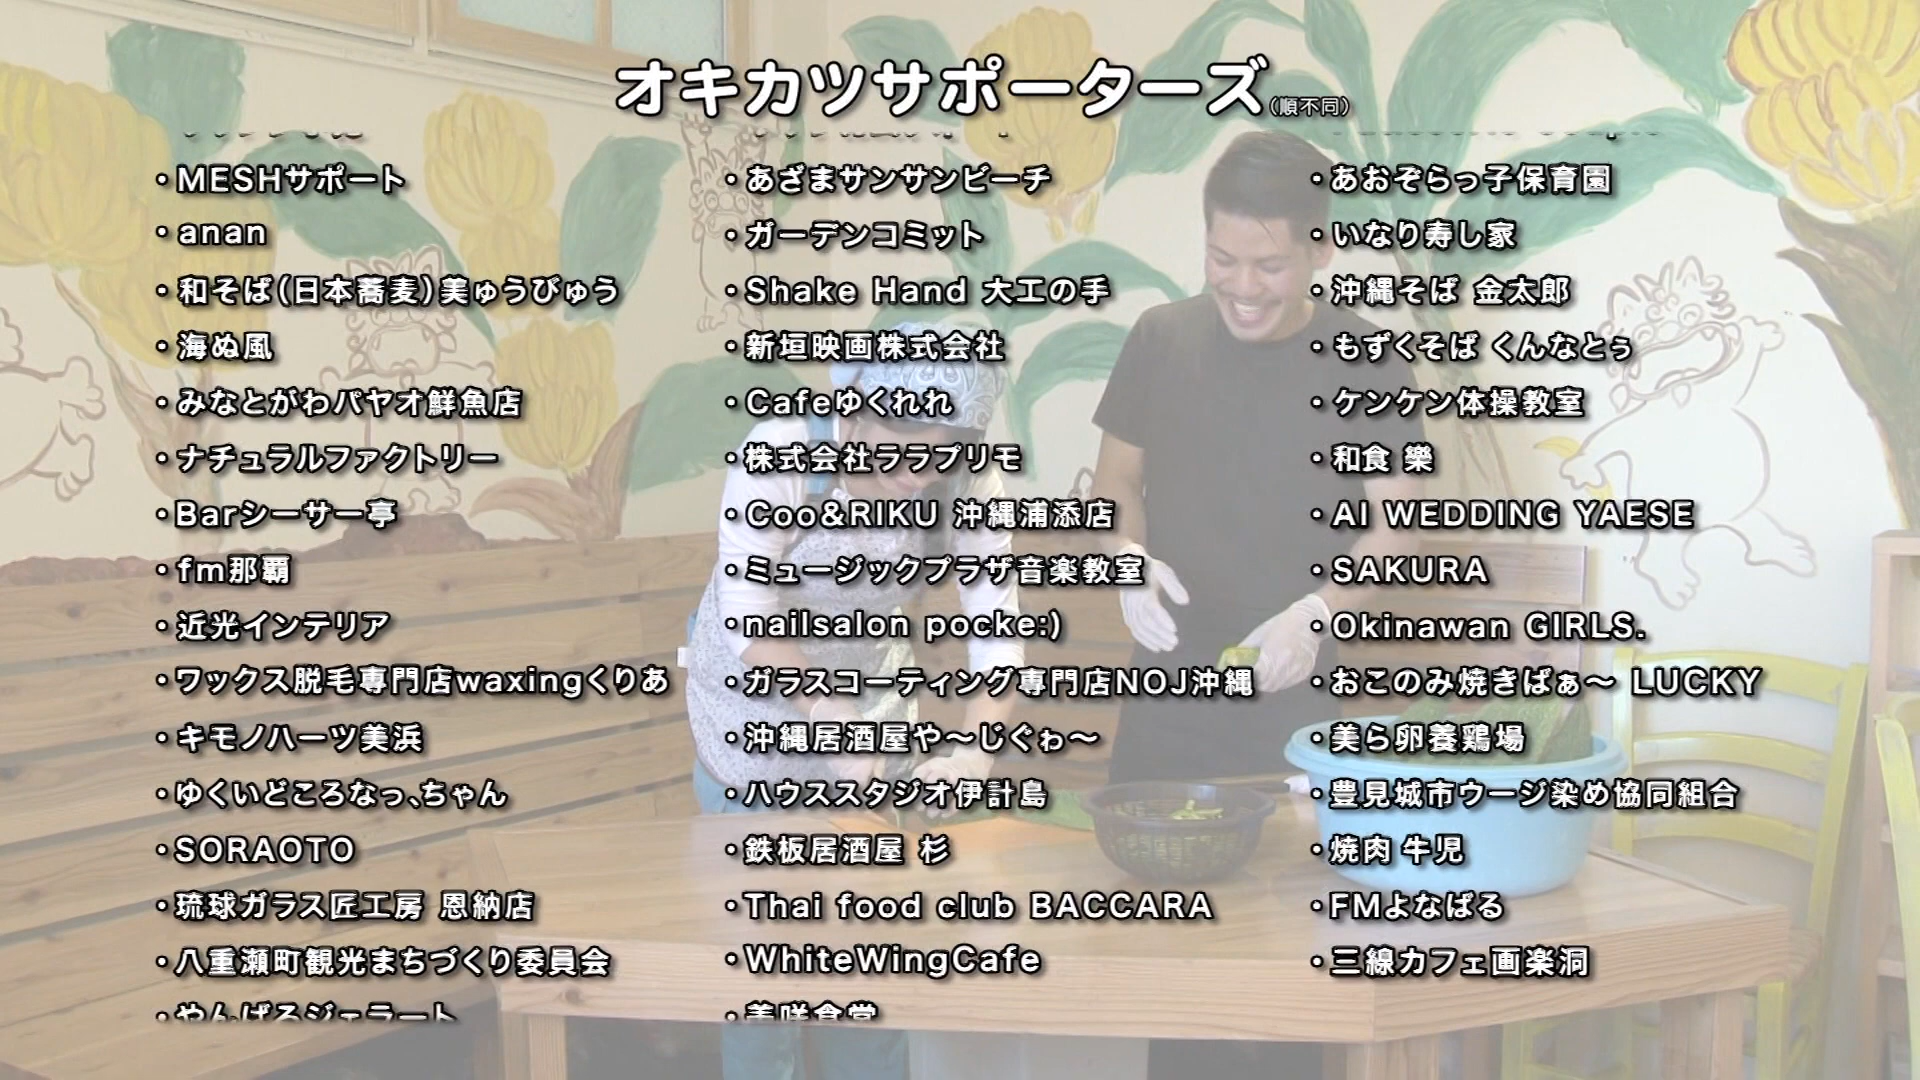 オキカツサポーターズ(順不同)
・MESHサポート
・anan
・和そば(日本蕎麦)美ゅうびゅう
・海ぬ風
・みなとがわパヤオ鮮魚店
・ナチュラルファクトリー
・Barシーサー亭
・fm那覇
・近光インテリア
・ワックス脱毛専門店waxingくりあ
・キモノハーツ美浜
・ゆくいどころなっ、ちゃん
・SORAOTO
・琉球ガラス匠工房 恩納店
・八重瀬町観光まちづくり委員会
・やんばるジェラート
・あざまサンサンビーチ
・ガーデンコミット
・Shake Hand 大工の手
・新垣映画株式会社
・Cafeゆくれれ
・株式会社ララプリモ
・Coo&RIKU 沖縄浦添店
・ミュージックプラザ音楽教室
・nailsalon pocke:)
・ガラスコーティング専門店NOJ沖縄
・沖縄居酒屋や〜じぐゎ〜
・ハウススタジオ伊計島
・鉄板居酒屋 杉
・Thai food club BACCARA
・WhiteWingCafe
・美咲食堂
・あおぞらっ子保育園
・いなり寿し家
・沖縄そば 金太郎
・もずくそば くんなとぅ
・ケンケン体操教室
・和食 樂
・AI WEDDING YAESE
・SAKURA
・Okinawan GIRLS.
・おこのみ焼きばぁ〜 LUCKY
・美ら卵養鶏場
・豊見城市ウージ染め協同組合
・焼肉 牛児
・FMよなばる
・三線カフェ画楽洞